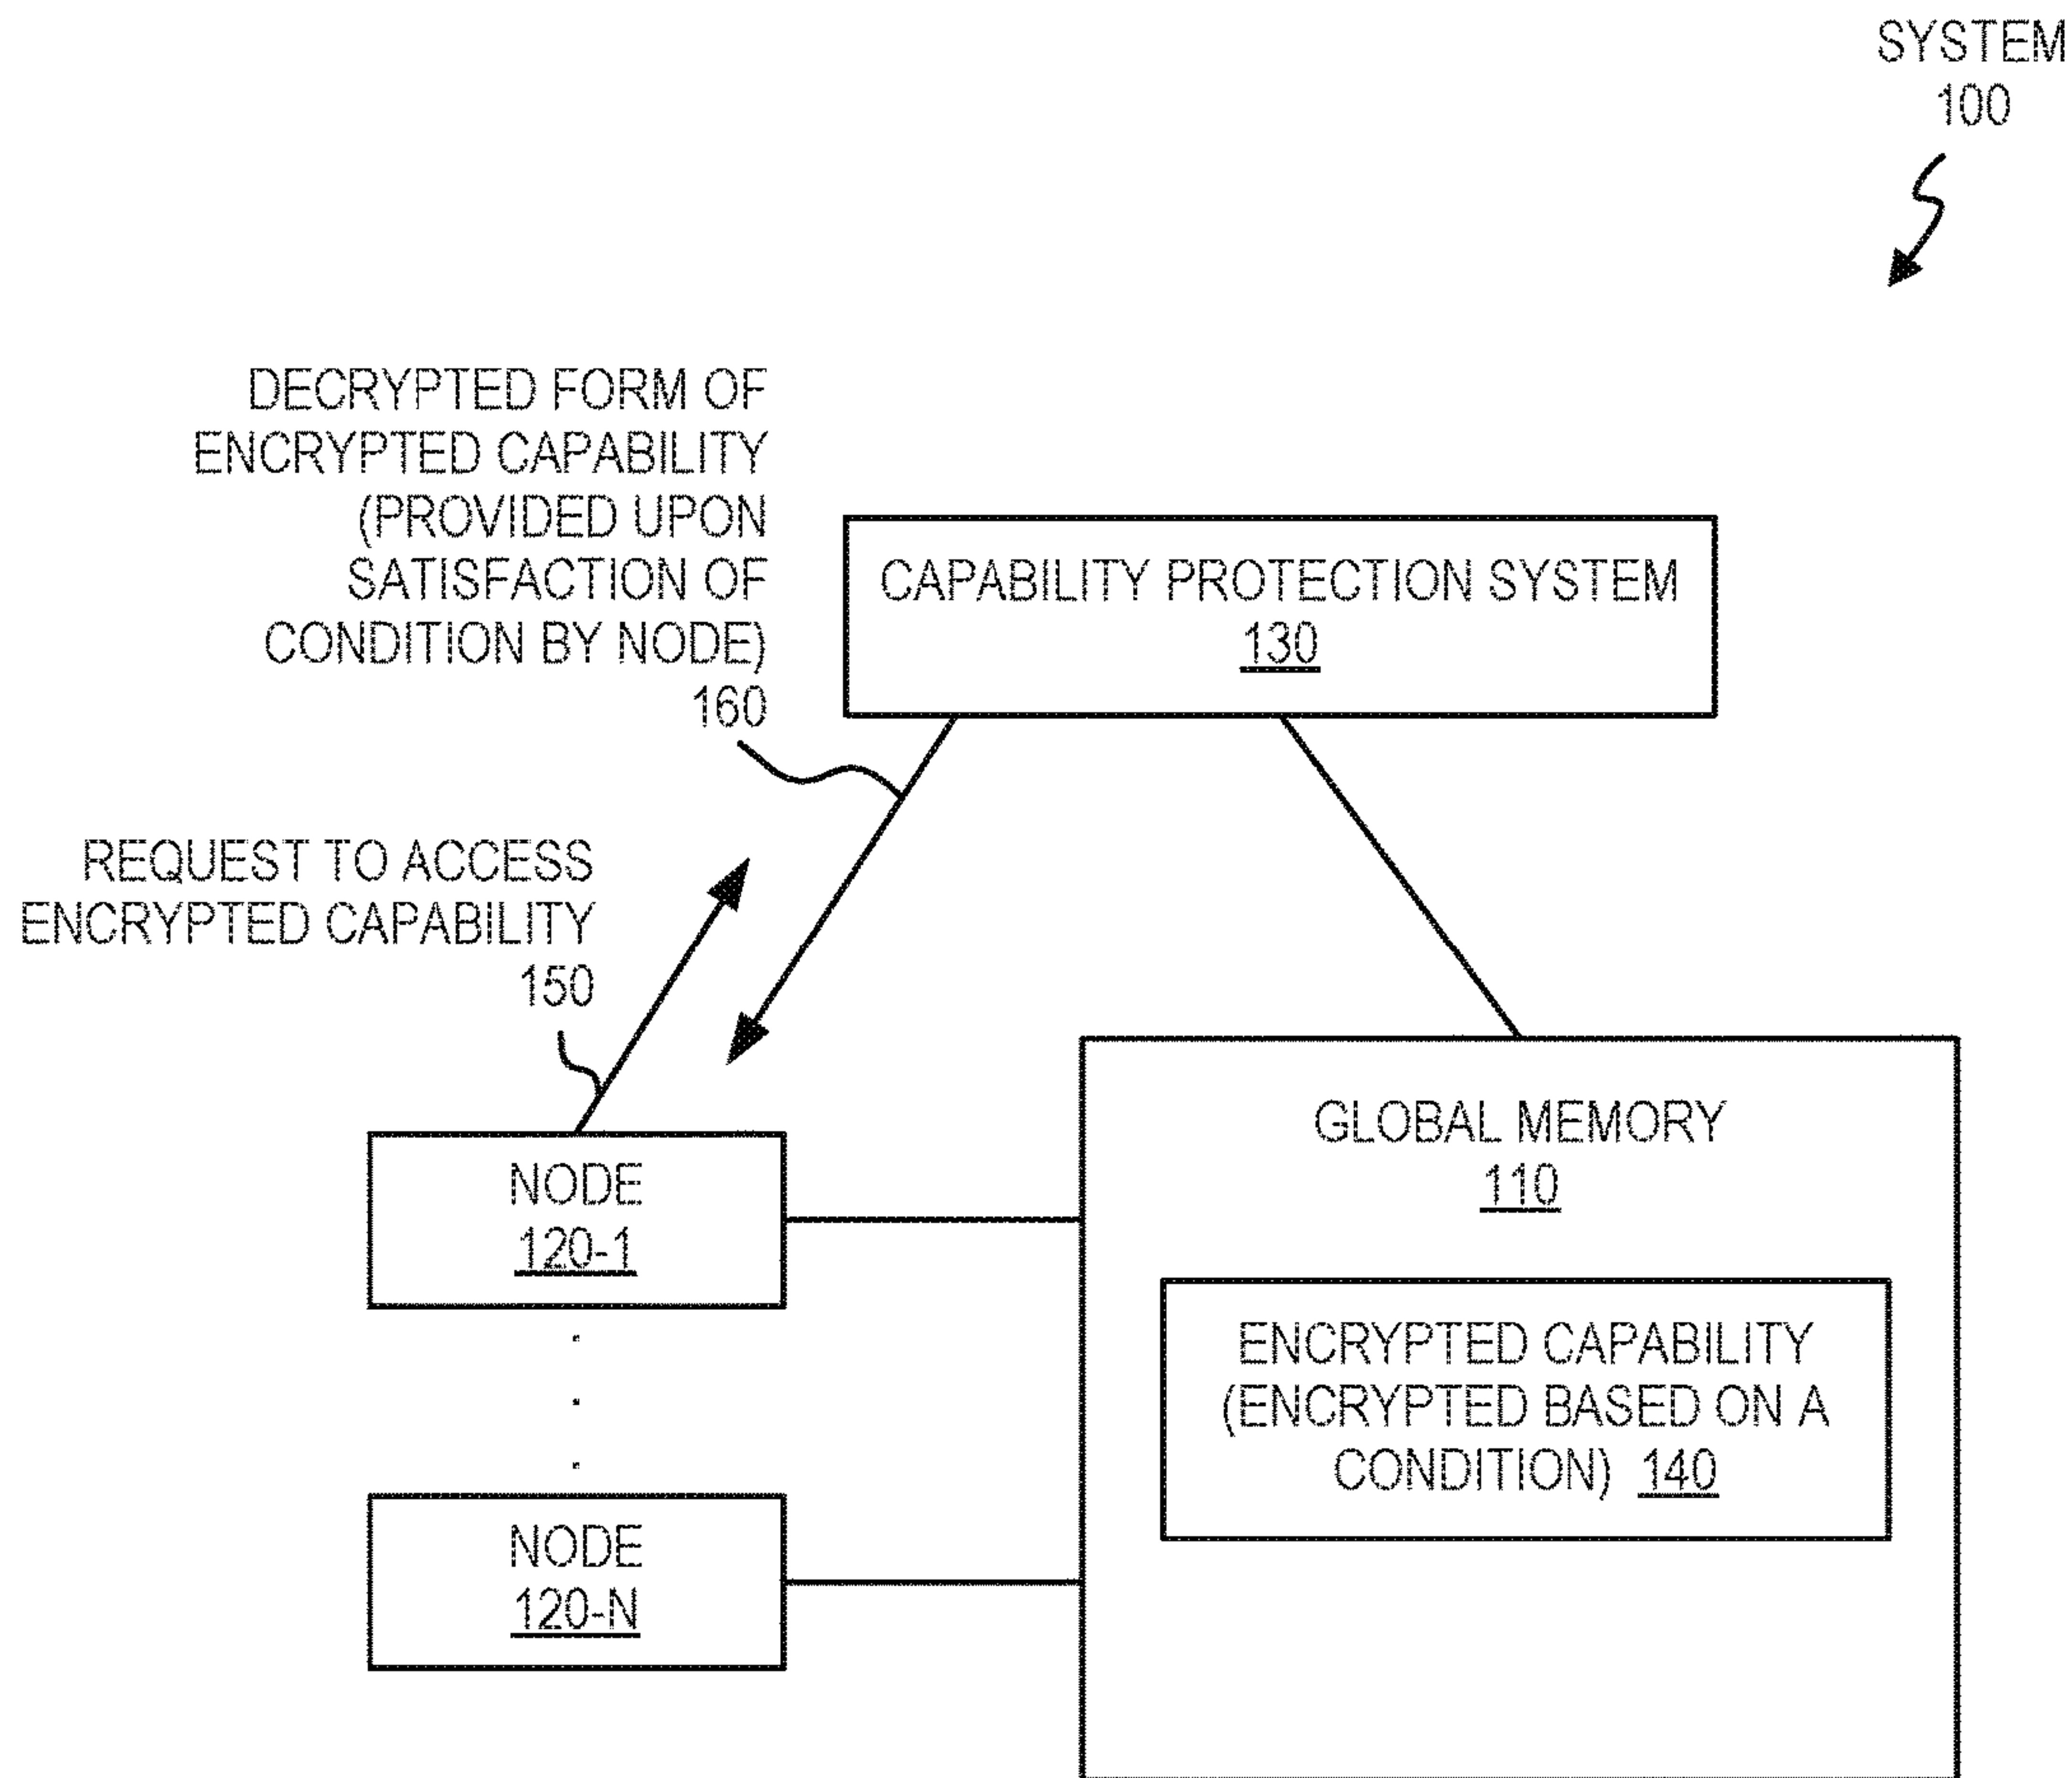 SYSTEM
100
DECRYPTED FORM OF
ENCRYPTED CAPABILITY
(PROVIDED UPON
SATISFACTION OF
CONDITION BY NODE)
160
CAPABILITY PROTECTION SYSTEM
130
REQUEST TO ACCESS
ENCRYPTED CAPABILITY
150
NODE
120-1
NODE
120-N
GLOBAL MEMORY
110
ENCRYPTED CAPABILITY
(ENCRYPTED BASED ON A
CONDITION) 140